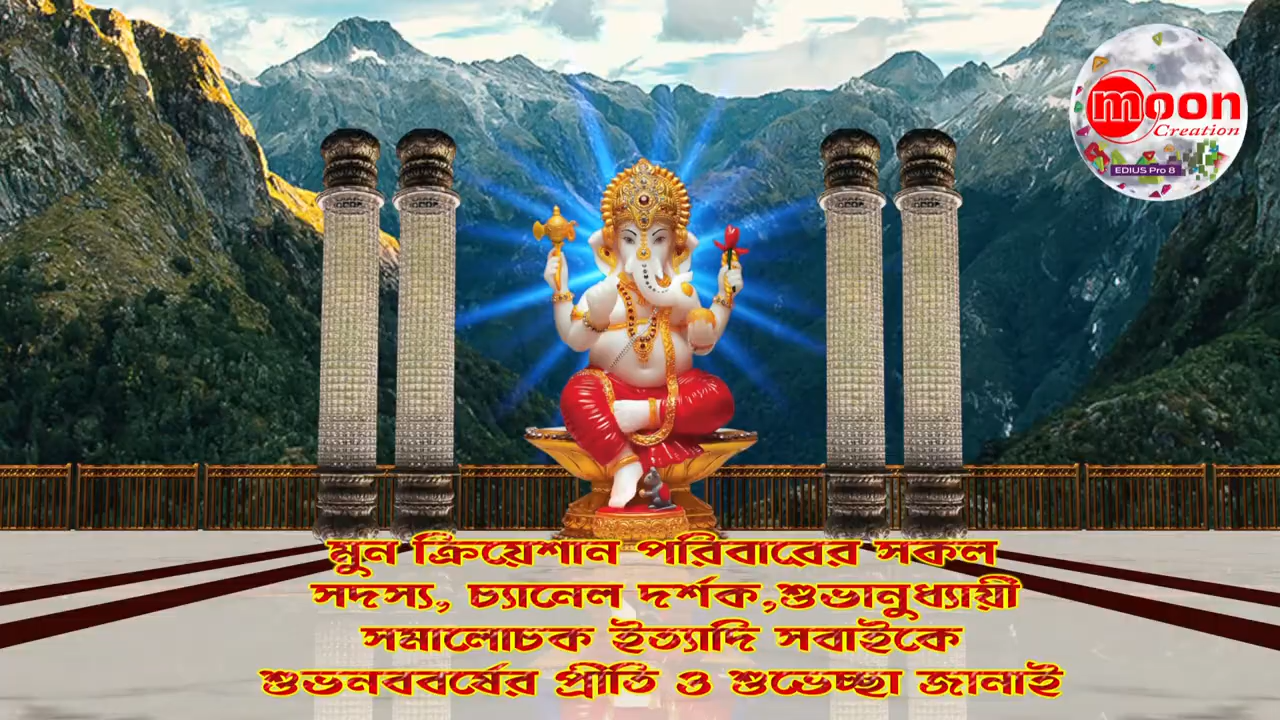 moon
Creation
EDIUS Pro 8
মুন ক্রিয়েশান পরিবারের সকল
সদস্য, চ্যানেল দর্শক,শুভানুধ্যায়ী
সমালোচক ইত্যাদি সবাইকে
শুভনববর্ষের প্রীতি ও শুভেচ্ছা জানাই